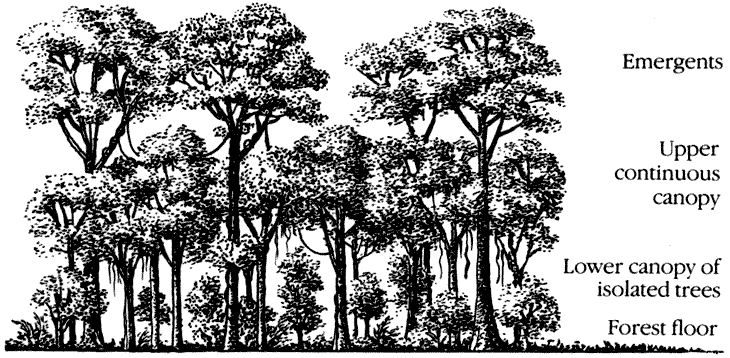 Emergents
Upper
continuous
canopy
Lower canopy of
isolated trees
Forest floor